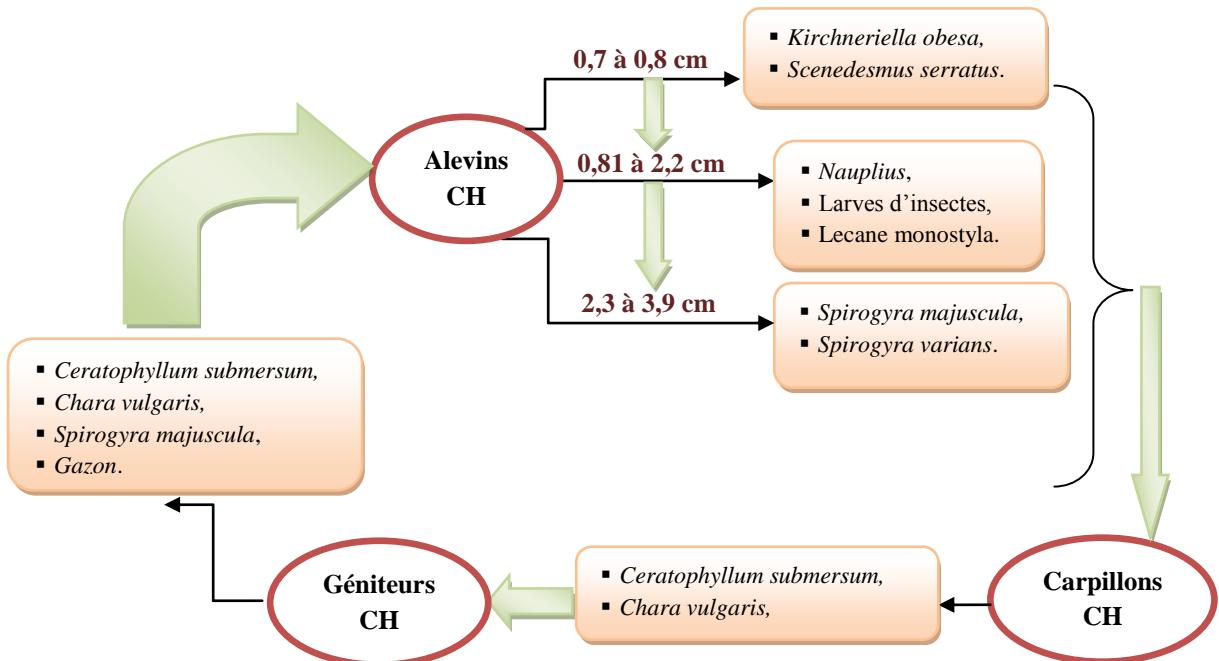 0,7 à 0,8 cm
▪ Kirchneriella obesa,
▪ Scenedesmus serratus.
Alevins
CH
0,81 à 2,2 cm
▪ Nauplius,
▪ Larves d’insectes,
▪ Lecane monostyla.
2,3 à 3,9 cm
▪ Spirogyra majuscula,
▪ Spirogyra varians.
Carpillons
CH
▪ Ceratophyllum submersum,
▪ Chara vulgaris,
Géniteurs
CH
▪ Ceratophyllum submersum,
▪ Chara vulgaris,
▪ Spirogyra majuscula,
▪ Gazon.